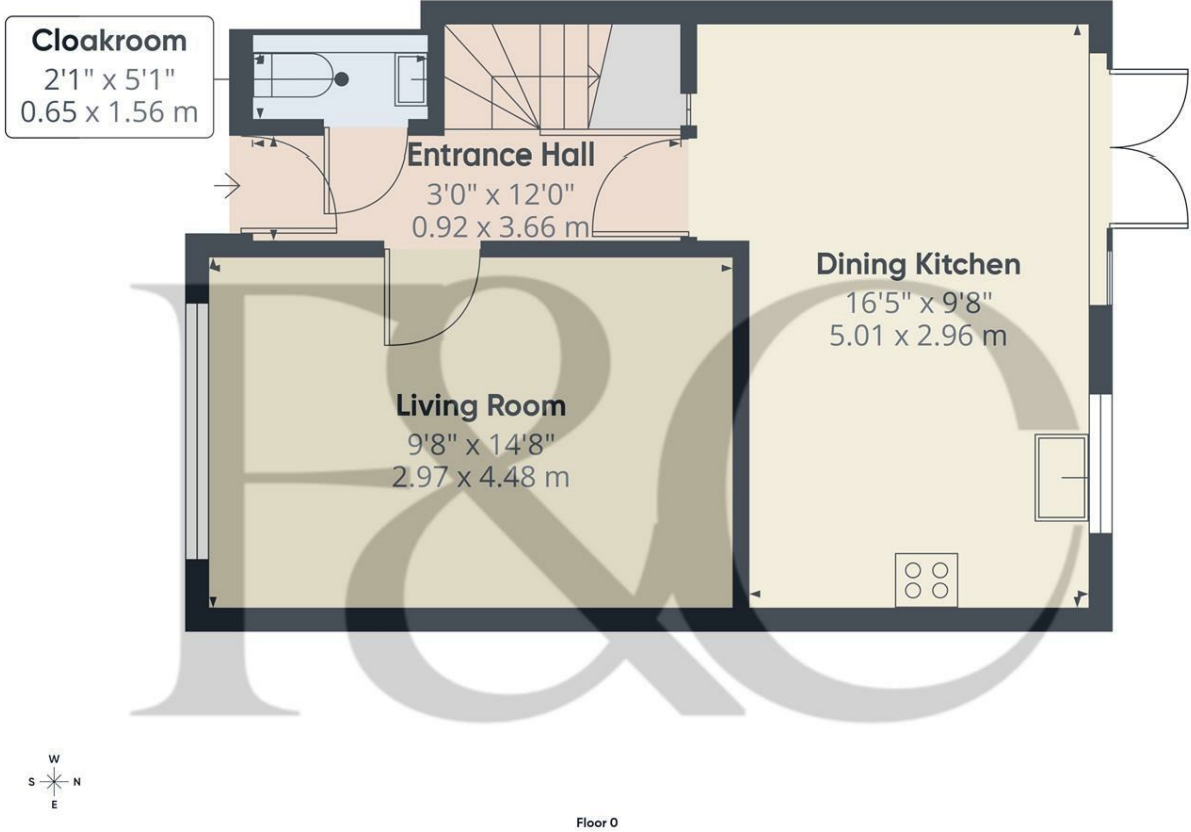 Cloakroom
2'1" x 5'1"
0.65 x 1.56 m
Entrance Hall
3'0" x 12'0"
0.92 x 3.66 m
Dining Kitchen
16'5" x 9'8"
5.01 x 2.96 m
Living Room
9'8" x 14'8"
2.97 x 4.48 m
F&C
W
S N
E
Floor 0